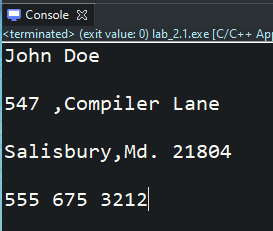 Console
<terminated> (exit value: 0) lab_2.1.exe [C/C++ Ap
John Doe
547 ,Compiler Lane
Salisbury,Md. 21804
555 675 3212